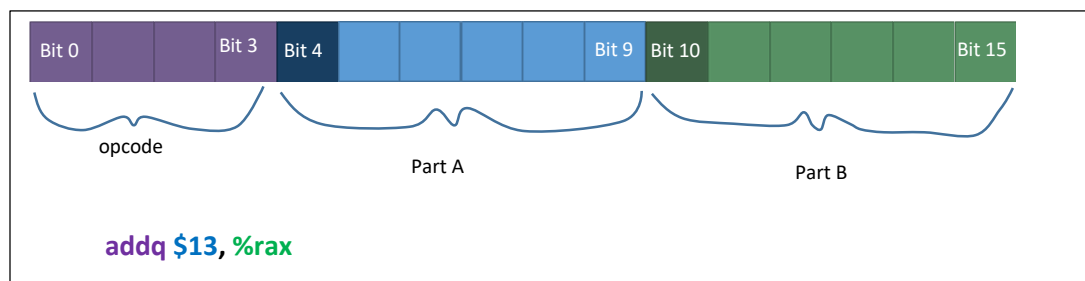 Bit 0 Bit 3 Bit 4 Bit 9 Bit 10 Bit 15
opcode Part A Part B
addq $13, %rax